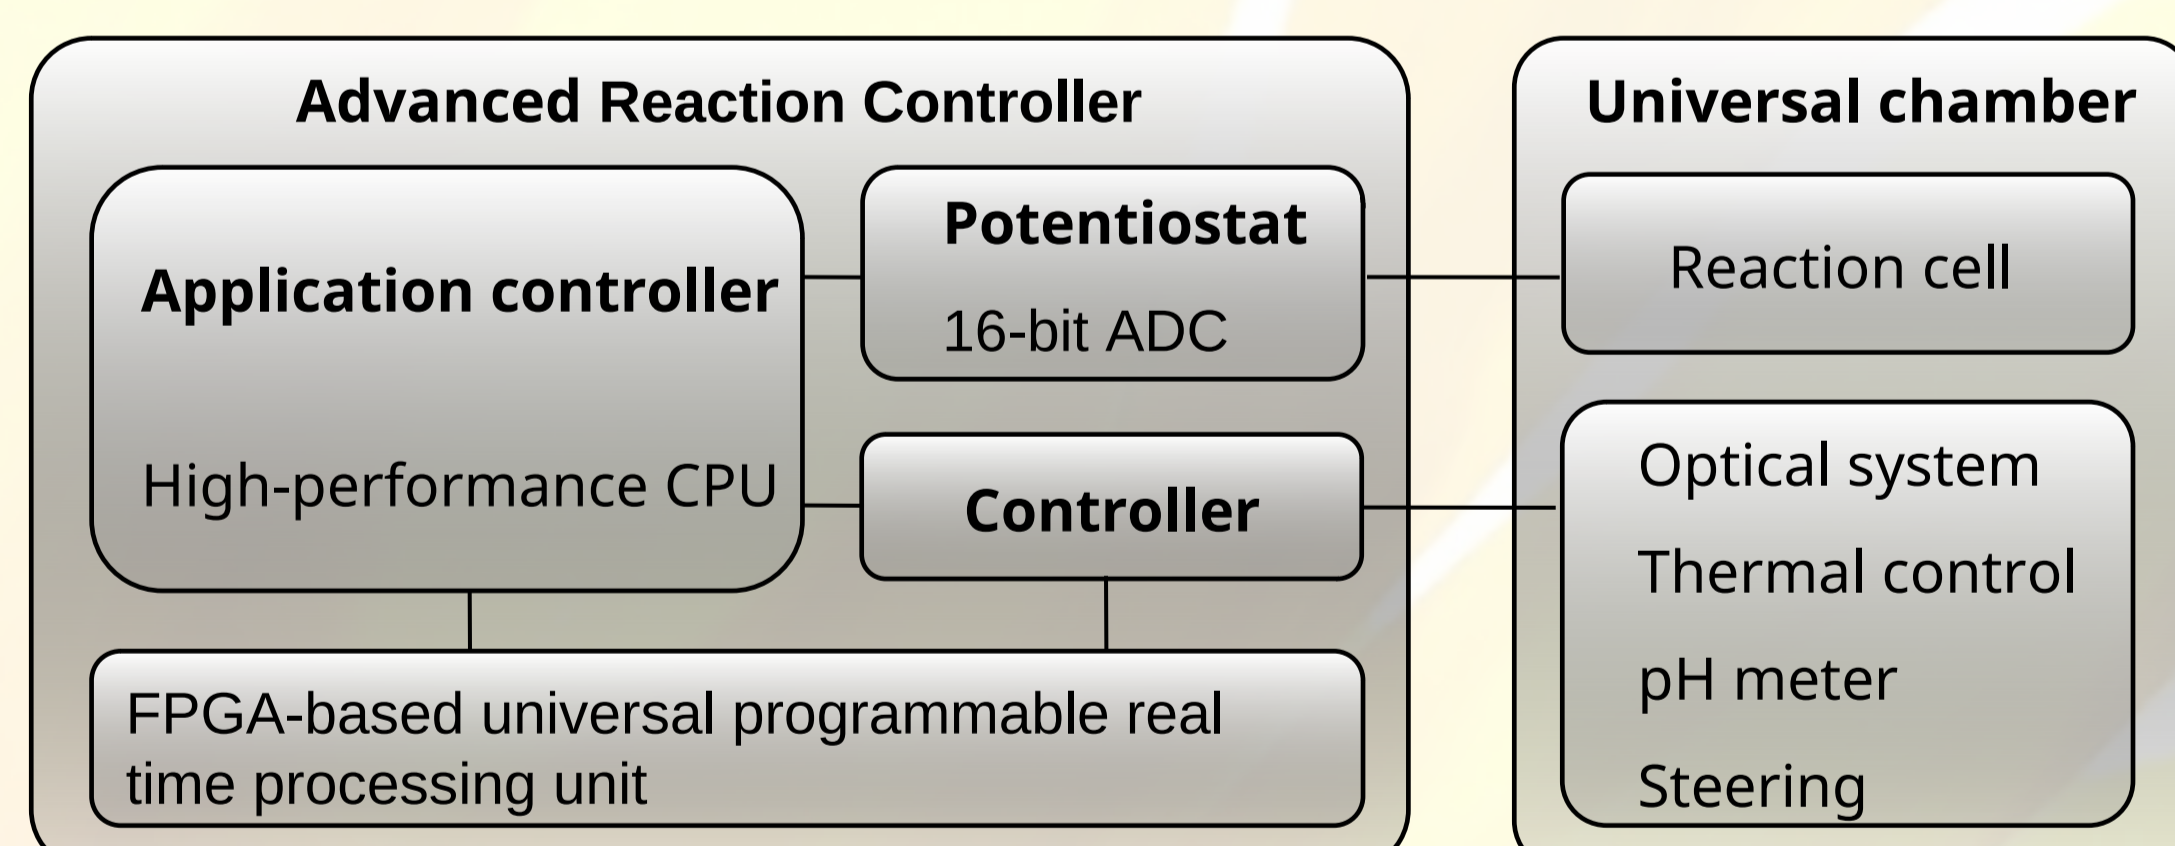 Advanced Reaction Controller
Application controller
High-performance CPU
Potentiostat
16-bit ADC
Controller
FPGA-based universal programmable real
time processing unit
Universal chamber
Reaction cell
Optical system
Thermal control
pH meter
Steering